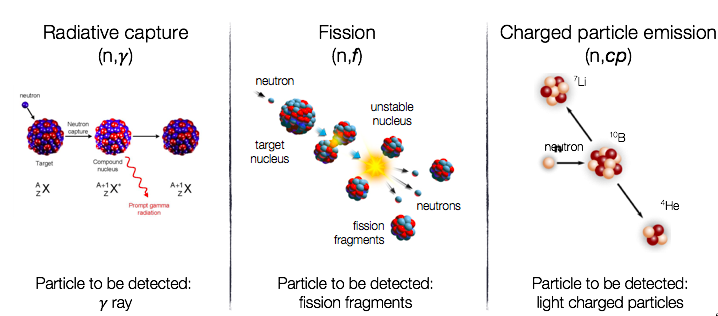 Radiative capture
(n,γ)
neutron
Neutron
capture
Target
Compound
nucleus
A
Z X
A+1
Z X*
A+1
Z X
Prompt gamma
radiation
Particle to be detected:
γ ray
Fission
(n,f)
neutron
target
nucleus
unstable
nucleus
neutrons
fission
fragments
Particle to be detected:
fission fragments
Charged particle emission
(n,cp)
⁷Li
¹⁰B
neutron
n
⁴He
Particle to be detected:
light charged particles